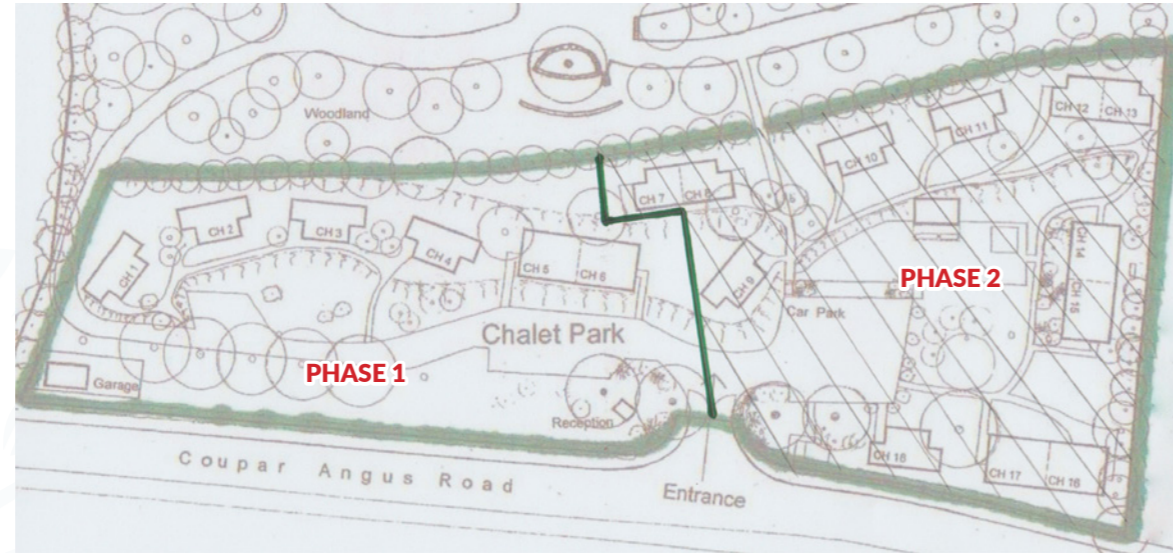 Woodland
CH 12
CH 13
CH 11
CH 10
CH 7
CH 8
CH 2
CH 3
CH 4
CH 1
CH 5
CH 6
CH 9
CH 14
CH 15
PHASE 2
Car Park
Chalet Park
PHASE 1
Garage
Reception
CH 16
CH 17
CH 16
Coupar Angus Road
Entrance